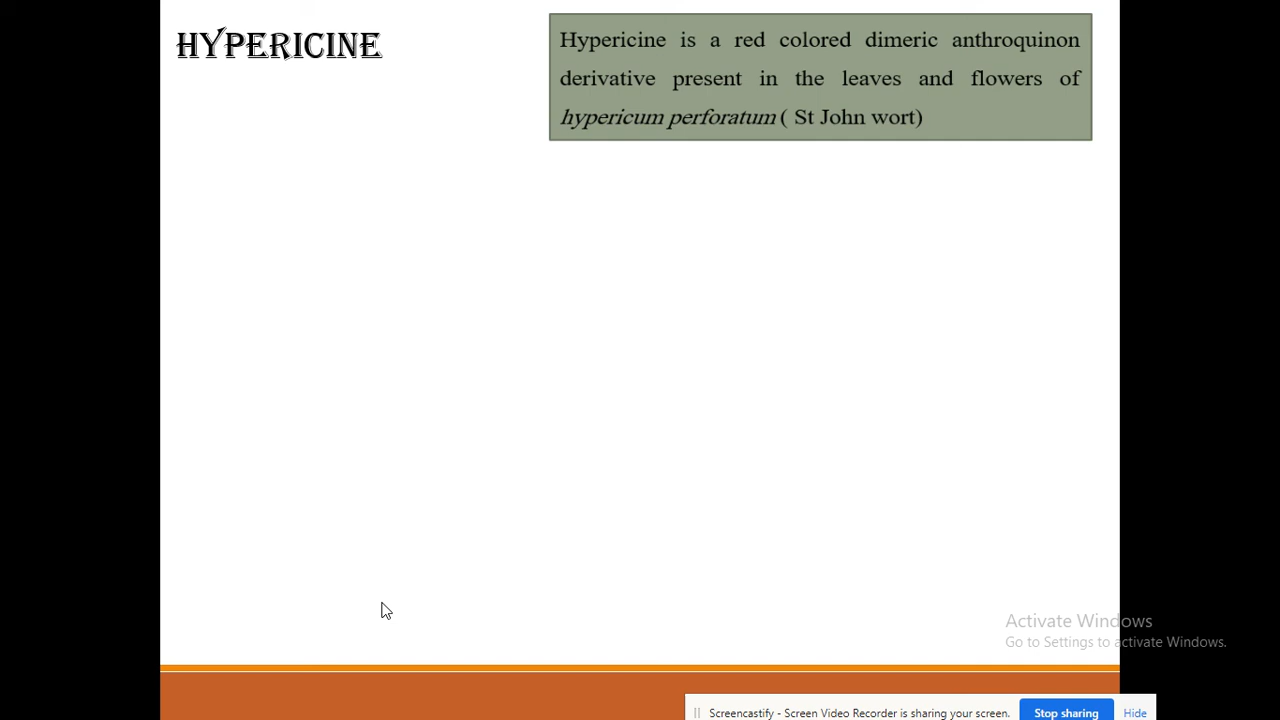 HYPERICINE
Hypericine is a red colored dimeric anthroquinon
derivative present in the leaves and flowers of
hypericum perforatum ( St John wort)
Activate Windows
Go to Settings to activate Windows.
Screencastify - Screen Video Recorder is sharing your screen.
Stop sharing
Hide